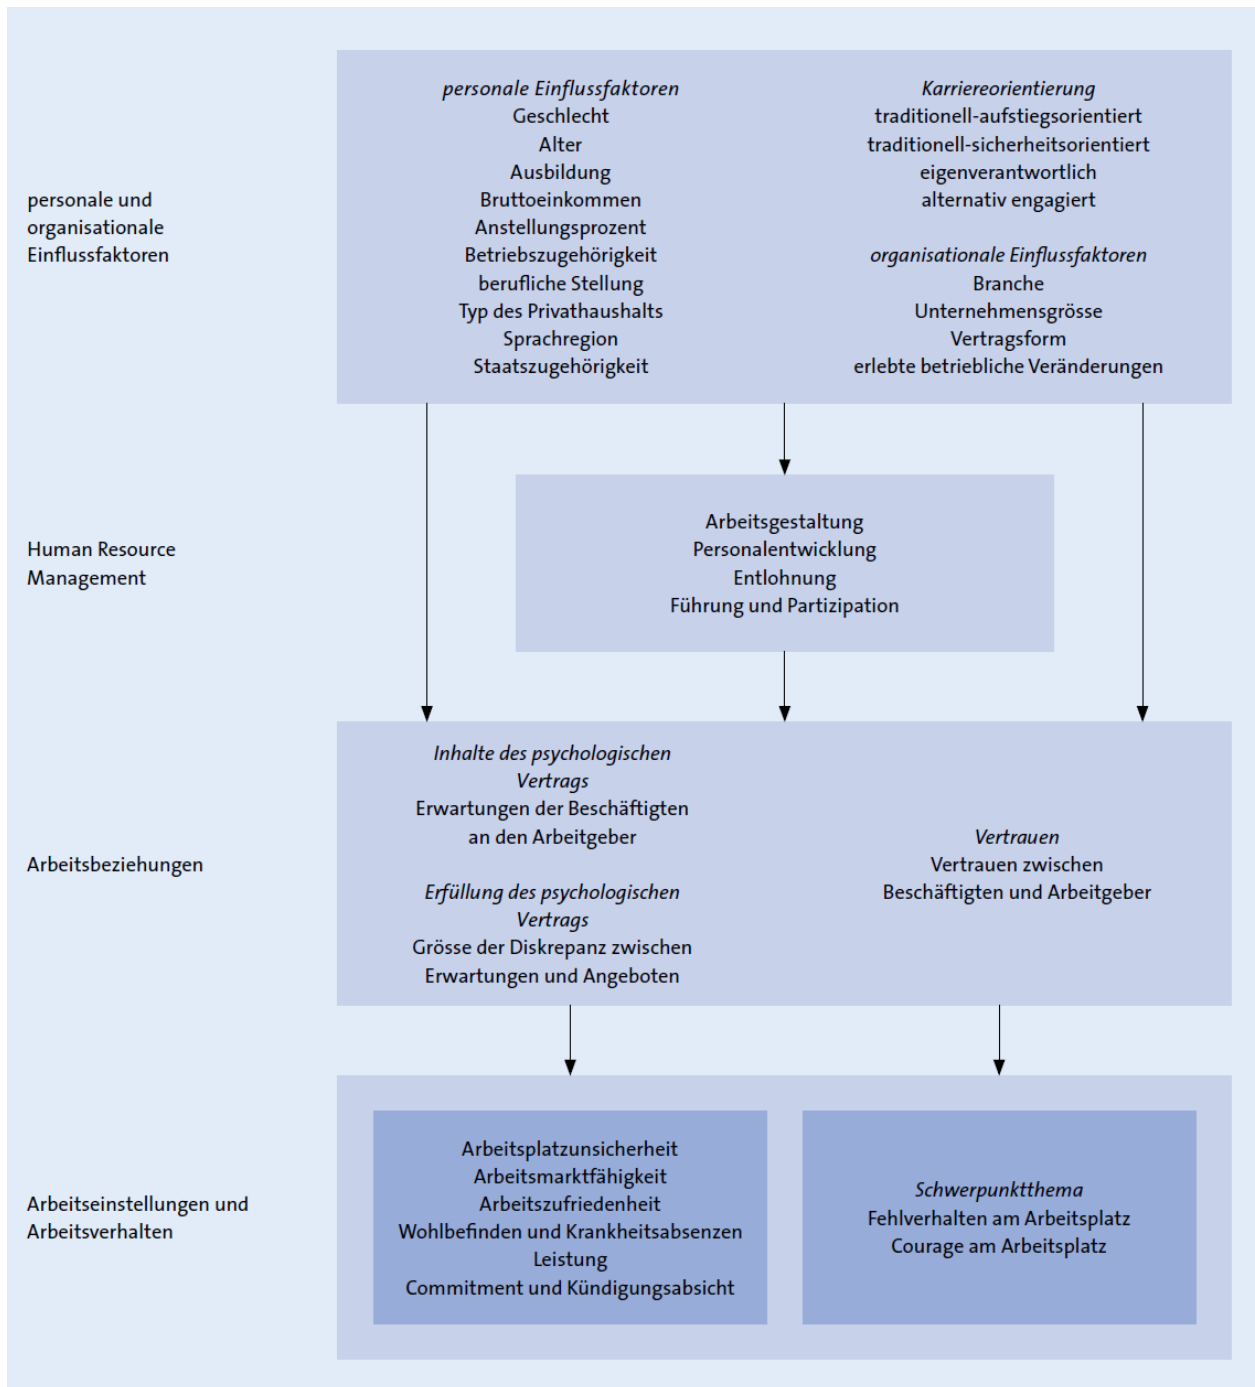 personale und
organisationale
Einflussfaktoren
personale Einflussfaktoren
Geschlecht
Alter
Ausbildung
Bruttoeinkommen
Anstellungsprozent
Betriebszugehörigkeit
berufliche Stellung
Typ des Privathaushalts
Sprachregion
Staatszugehörigkeit
Karriereorientierung
traditionell-aufstiegsorientiert
traditionell-sicherheitsorientiert
eigenverantwortlich
alternativ engagiert
organisationale Einflussfaktoren
Branche
Unternehmensgrösse
Vertragsform
erlebte betriebliche Veränderungen
Human Resource
Management
Arbeitsgestaltung
Personalentwicklung
Entlohnung
Führung und Partizipation
Arbeitsbeziehungen
Inhalte des psychologischen
Vertrags
Erwartungen der Beschäftigten
an den Arbeitgeber
Erfüllung des psychologischen
Vertrags
Grösse der Diskrepanz zwischen
Erwartungen und Angeboten
Vertrauen
Vertrauen zwischen
Beschäftigten und Arbeitgeber
Arbeitseinstellungen und
Arbeitsverhalten
Arbeitsplatzunsicherheit
Arbeitsmarktfähigkeit
Arbeitszufriedenheit
Wohlbefinden und Krankheitsabsenzen
Leistung
Commitment und Kündigungsabsicht
Schwerpunktthema
Fehlverhalten am Arbeitsplatz
Courage am Arbeitsplatz